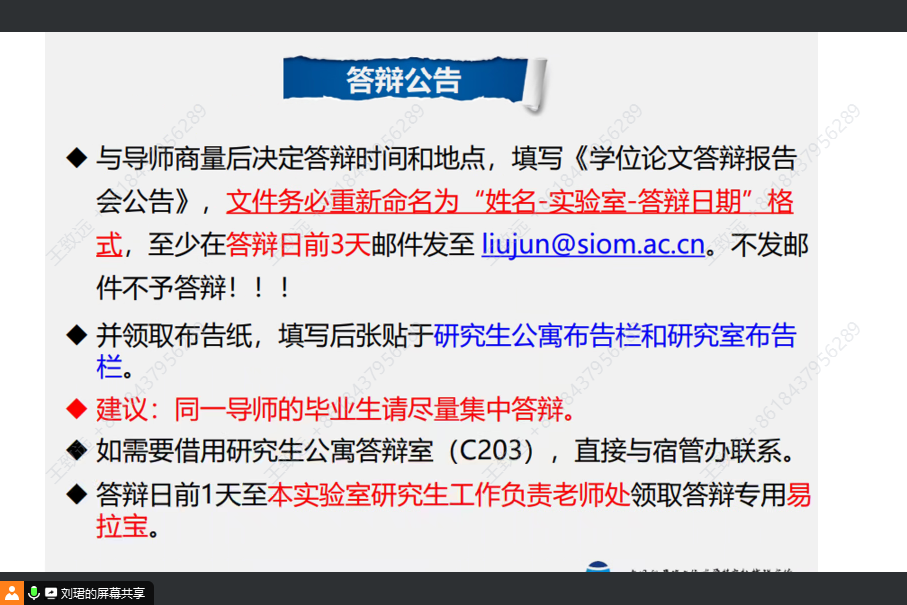 答辩公告
◆ 与导师商量后决定答辩时间和地点，填写《学位论文答辩报告
会公告》，文件务必重新命名为“姓名-实验室-答辩日期”格
式，至少在答辩日前3天邮件发至 liujun@siom.ac.cn。不发邮
件不予答辩！！！
◆ 并领取布告纸，填写后张贴于研究生公寓布告栏和研究室布告
栏。
◆ 建议：同一导师的毕业生请尽量集中答辩。
◆ 如需要借用研究生公寓答辩室（C203），直接与宿管办联系。
◆ 答辩日前1天至本实验室研究生工作负责老师处领取答辩专用易
拉宝。
王致远 +8618437956289
刘珺的屏幕共享